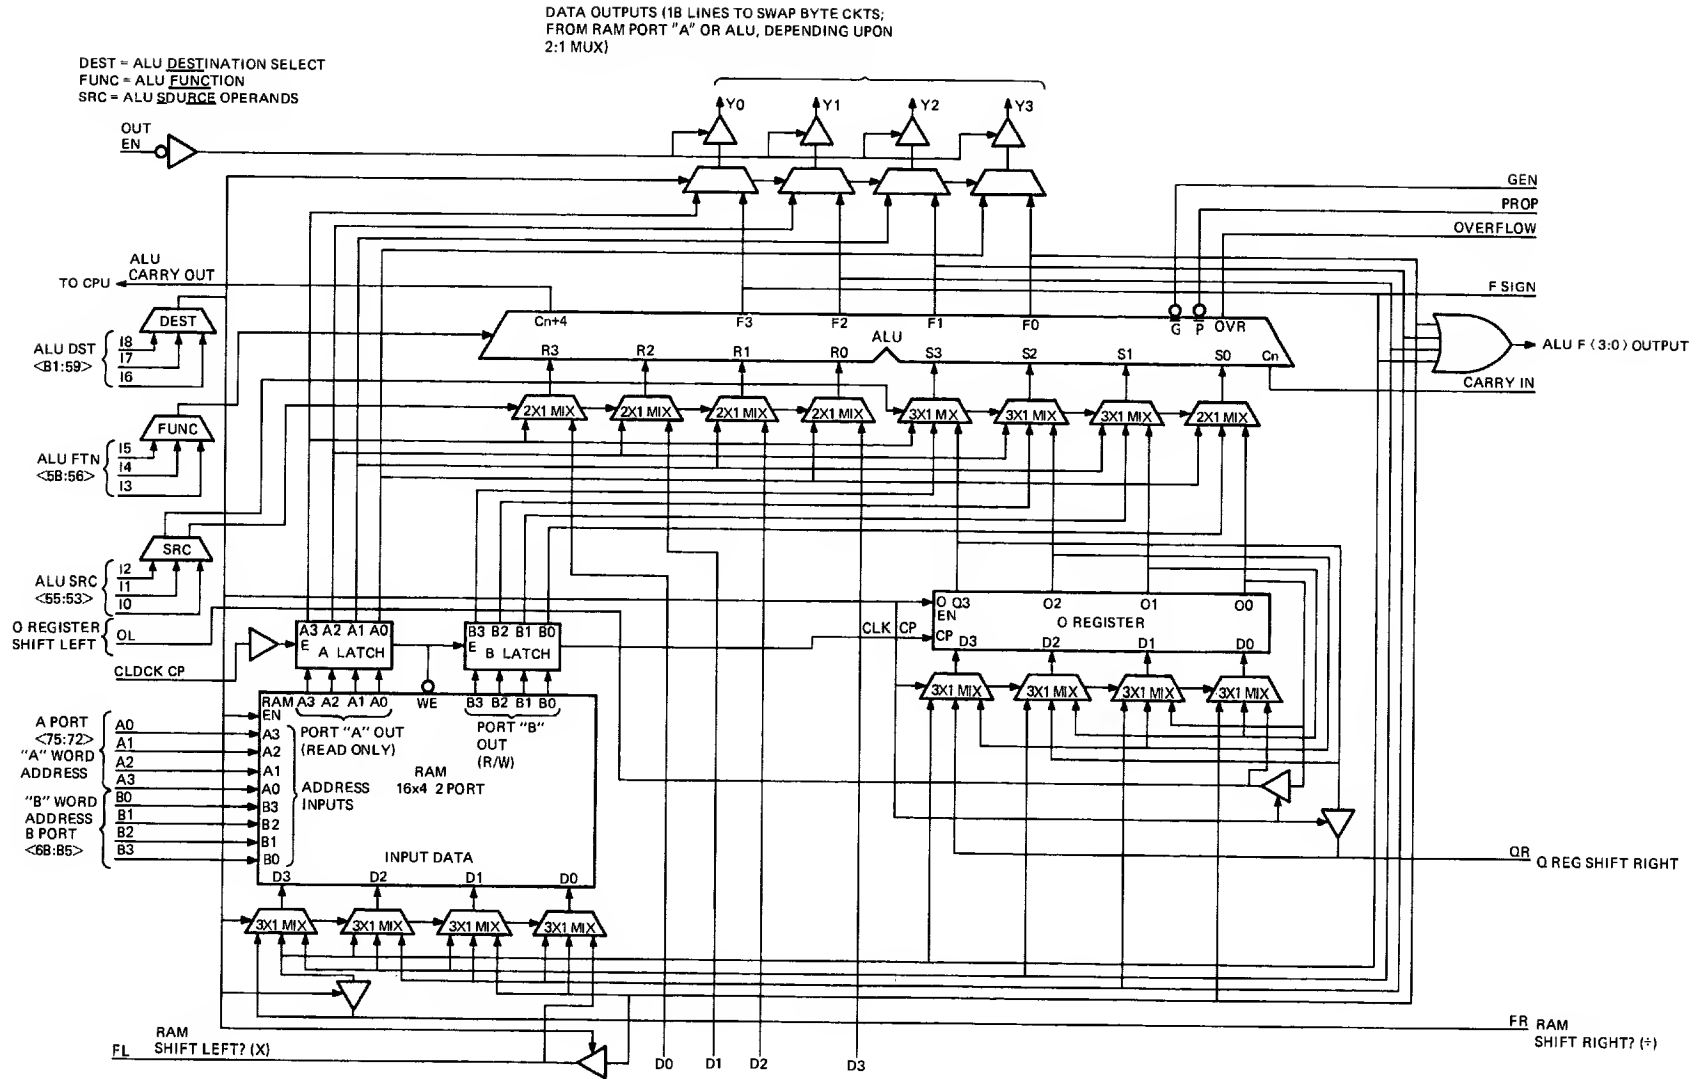 DATA OUTPUTS (1B LINES TO SWAP BYTE CKTS;
FROM RAM PORT "A" OR ALU, DEPENDING UPON
2:1 MUX)
DEST = ALU DESTINATION SELECT
FUNC = ALU FUNCTION
SRC = ALU SDURCE OPERANDS
Y0 Y1 Y2 Y3
OUT
EN
GEN
PROP
OVERFLOW
F SIGN
ALU
CARRY OUT
TO CPU
DEST
ALU DST
<B1:59>
I8
I7
I6
Cn+4 F3 F2 F1 F0 G P OVR
ALU
R3 R2 R1 R0 S3 S2 S1 S0 Cn
ALU F (3:0) OUTPUT
CARRY IN
2X1 MIX 2X1 MIX 2X1 MIX 2X1 MIX 3X1 MX 3X1 MIX 3X1 MIX 2X1 MIX
FUNC
ALU FTN
<5B:56>
I5
I4
I3
SRC
ALU SRC
<55:53>
I2
I1
I0
O REGISTER
SHIFT LEFT
OL
CLDCK CP
A3 A2 A1 A0
E A LATCH
B3 B2 B1 B0
E B LATCH
CLK CP
O Q3 O2 O1 O0
EN
O REGISTER
CP
D3 D2 D1 D0
3X1 MIX 3X1 MIX 3X1 MIX 3X1 MIX
RAM A3 A2 A1 A0 WE B3 B2 B1 B0
EN
PORT "A" OUT
(READ ONLY)
PORT "B"
OUT
(R/W)
RAM
16x4 2 PORT
ADDRESS
INPUTS
A PORT
<75:72>
"A" WORD
ADDRESS
A0
A1
A2
A3
"B" WORD
ADDRESS
B PORT
<6B:B5>
B0
B1
B2
B3
A3
A2
A1
A0
B3
B2
B1
B0
INPUT DATA
D3 D2 D1 D0
3X1 MIX 3X1 MIX 3X1 MIX 3X1 MIX
QR Q REG SHIFT RIGHT
FR RAM
SHIFT RIGHT? (÷)
RAM
SHIFT LEFT? (X)
FL
D0 D1 D2 D3